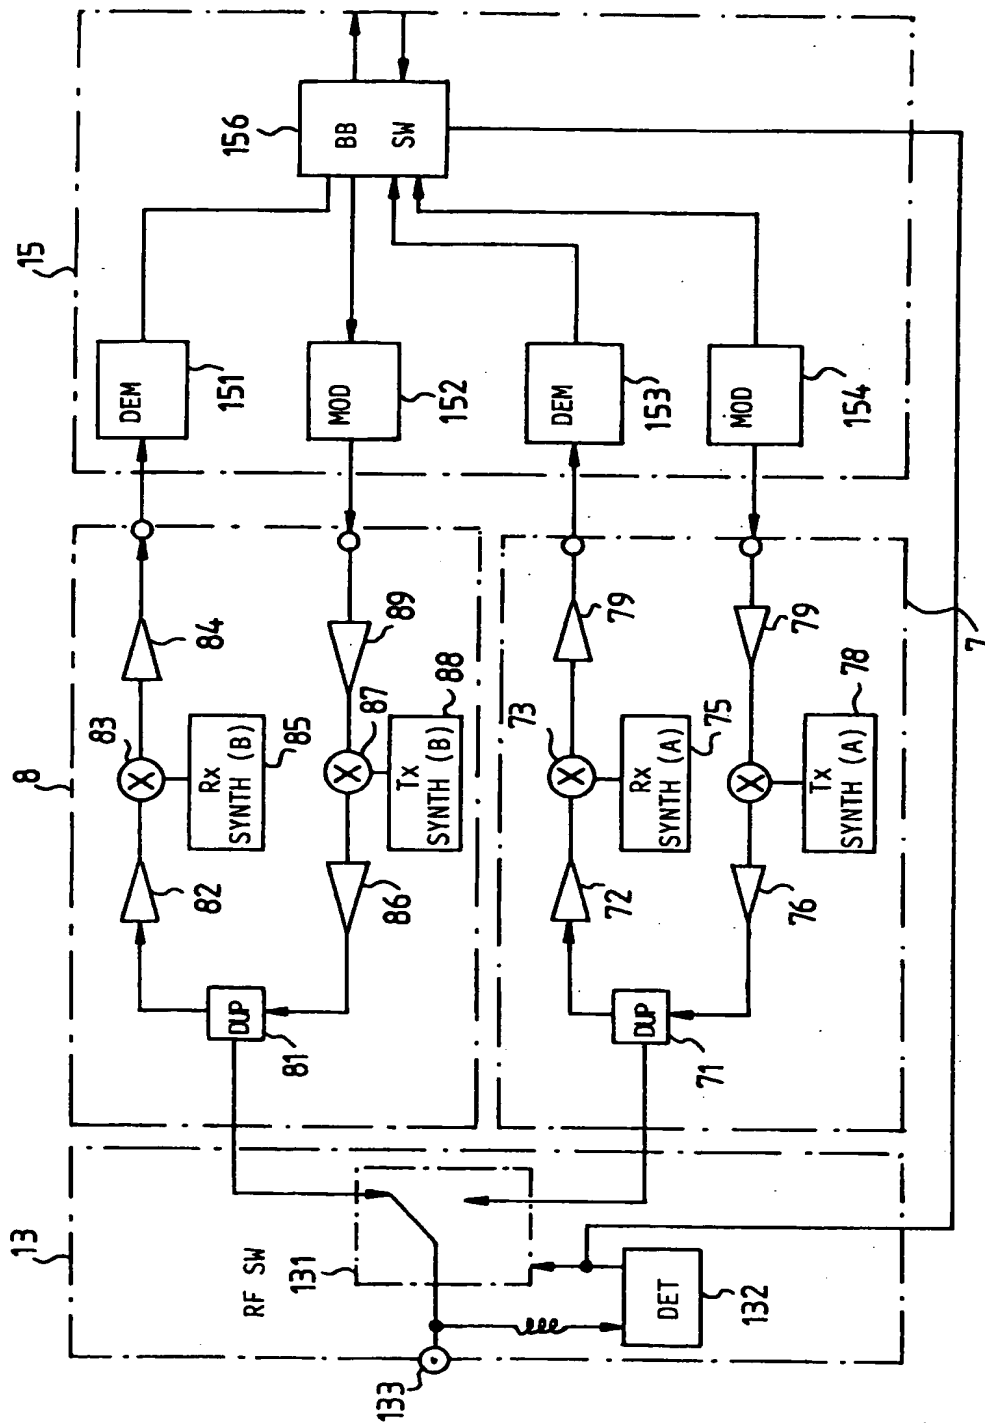 13
RF SW
133
131
DET
132
8
DUP
81
82
83
84
Rx
SYNTH (B)
85
86
87
Tx
SYNTH (B)
88
89
DUP
71
72
73
79
Rx
SYNTH (A)
75
76
79
Tx
SYNTH (A)
78
7
15
DEM
151
MOD
152
DEM
153
MOD
154
156
BB
SW